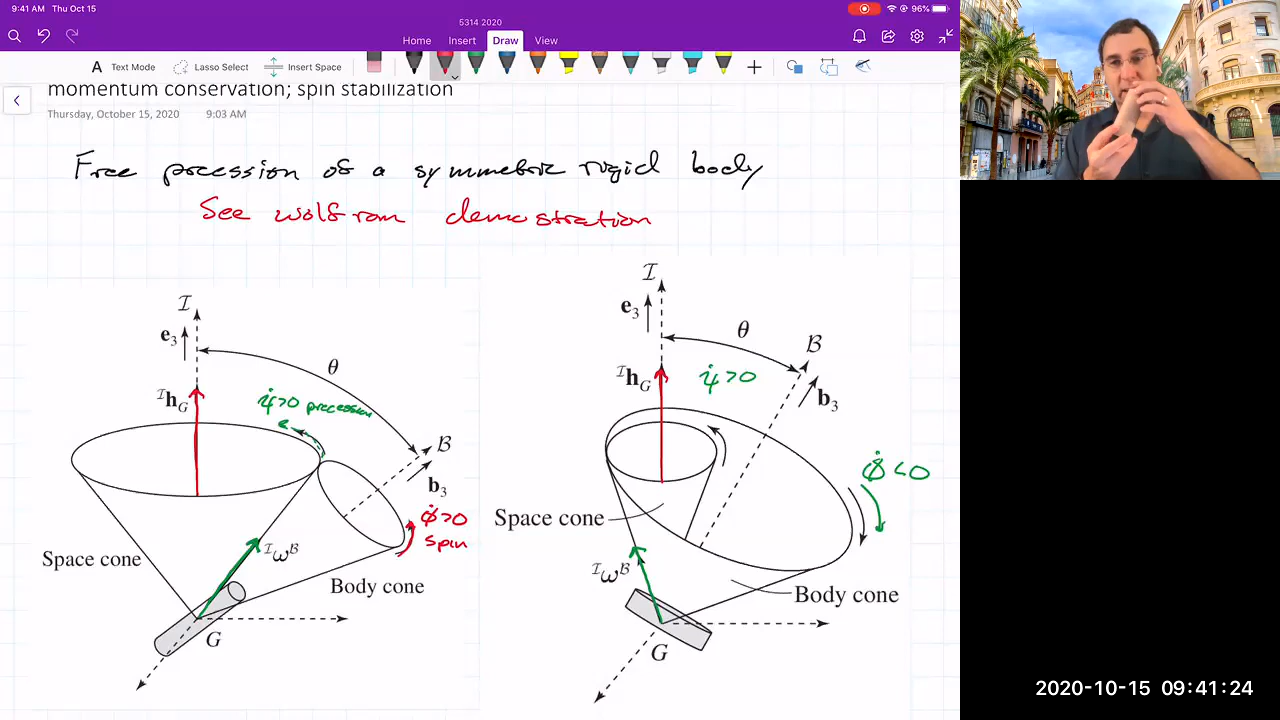 9:41 AM Thu Oct 15
96%
5314 2020
Home Insert Draw View
Text Mode Lasso Select Insert Space
momentum conservation; spin stabilization
Thursday, October 15, 2020 9:03 AM
Free precession of a symmetric rigid body
See wolfram demostration
I
e₃
θ
ᴵh_G
ψ̇>0 precession
B
b₃
φ̇>0
spin
Space cone
ᴵωᴮ
Body cone
G
I
e₃
θ
B
ᴵh_G
ψ̇>0
b₃
φ̇<0
Space cone
ᴵωᴮ
Body cone
G
2020-10-15 09:41:24